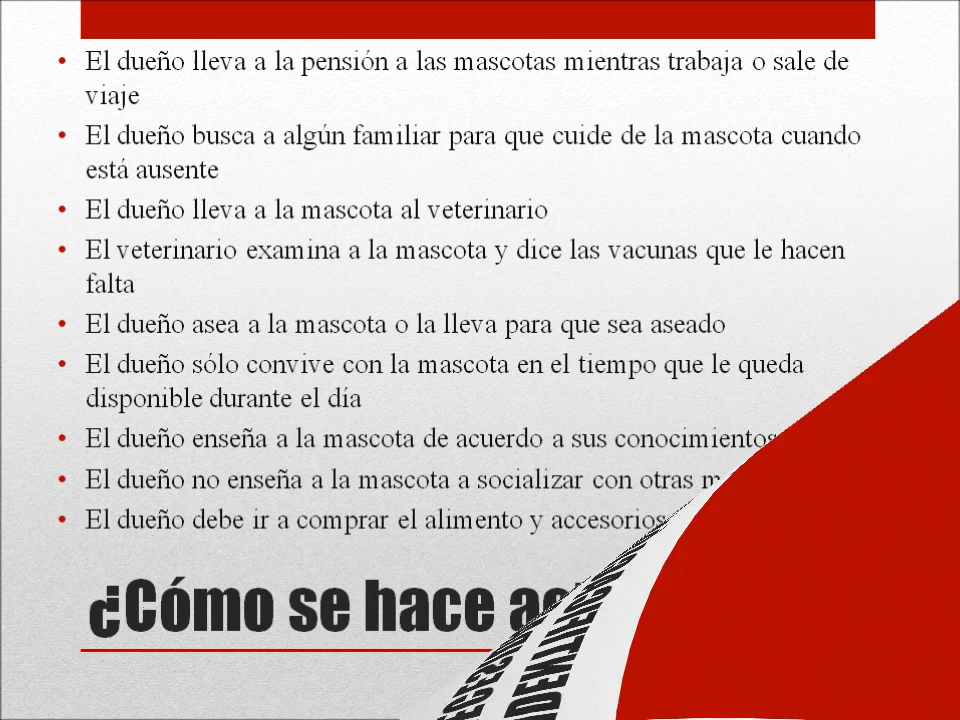 • El dueño lleva a la pensión a las mascotas mientras trabaja o sale de
viaje
• El dueño busca a algún familiar para que cuide de la mascota cuando
está ausente
• El dueño lleva a la mascota al veterinario
• El veterinario examina a la mascota y dice las vacunas que le hacen
falta
• El dueño asea a la mascota o la lleva para que sea aseado
• El dueño sólo convive con la mascota en el tiempo que le queda
disponible durante el día
• El dueño enseña a la mascota de acuerdo a sus conocimientos
• El dueño no enseña a la mascota a socializar con otras
• El dueño debe ir a comprar el alimento y accesorios
¿Cómo se hace